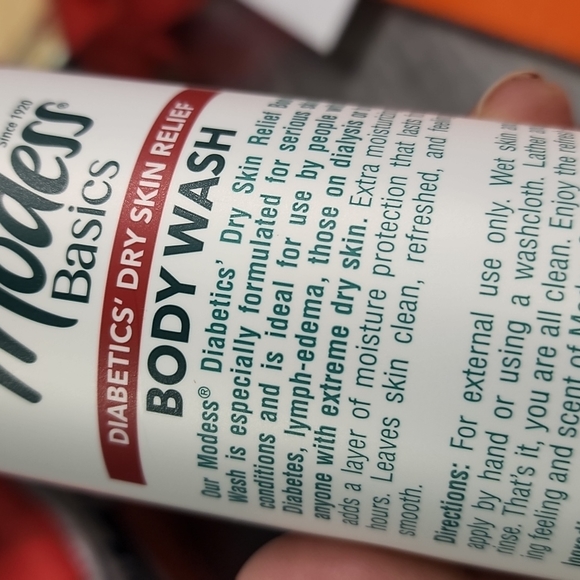 Since 1920
Modess®
Basics
DIABETICS' DRY SKIN RELIEF
BODY WASH
Our Modess® Diabetics' Dry Skin Relief
Wash is especially formulated for serious
conditions and is ideal for use by people
Diabetes, lymph-edema, those on dialysis
anyone with extreme dry skin. Extra
adds a layer of moisture protection that
hours. Leaves skin clean, refreshed, and
smooth.
Directions: For external use only. Wet skin
apply by hand or using a washcloth. Lather
rinse. That's it, you are all clean. Enjoy the
ing feeling and scent of